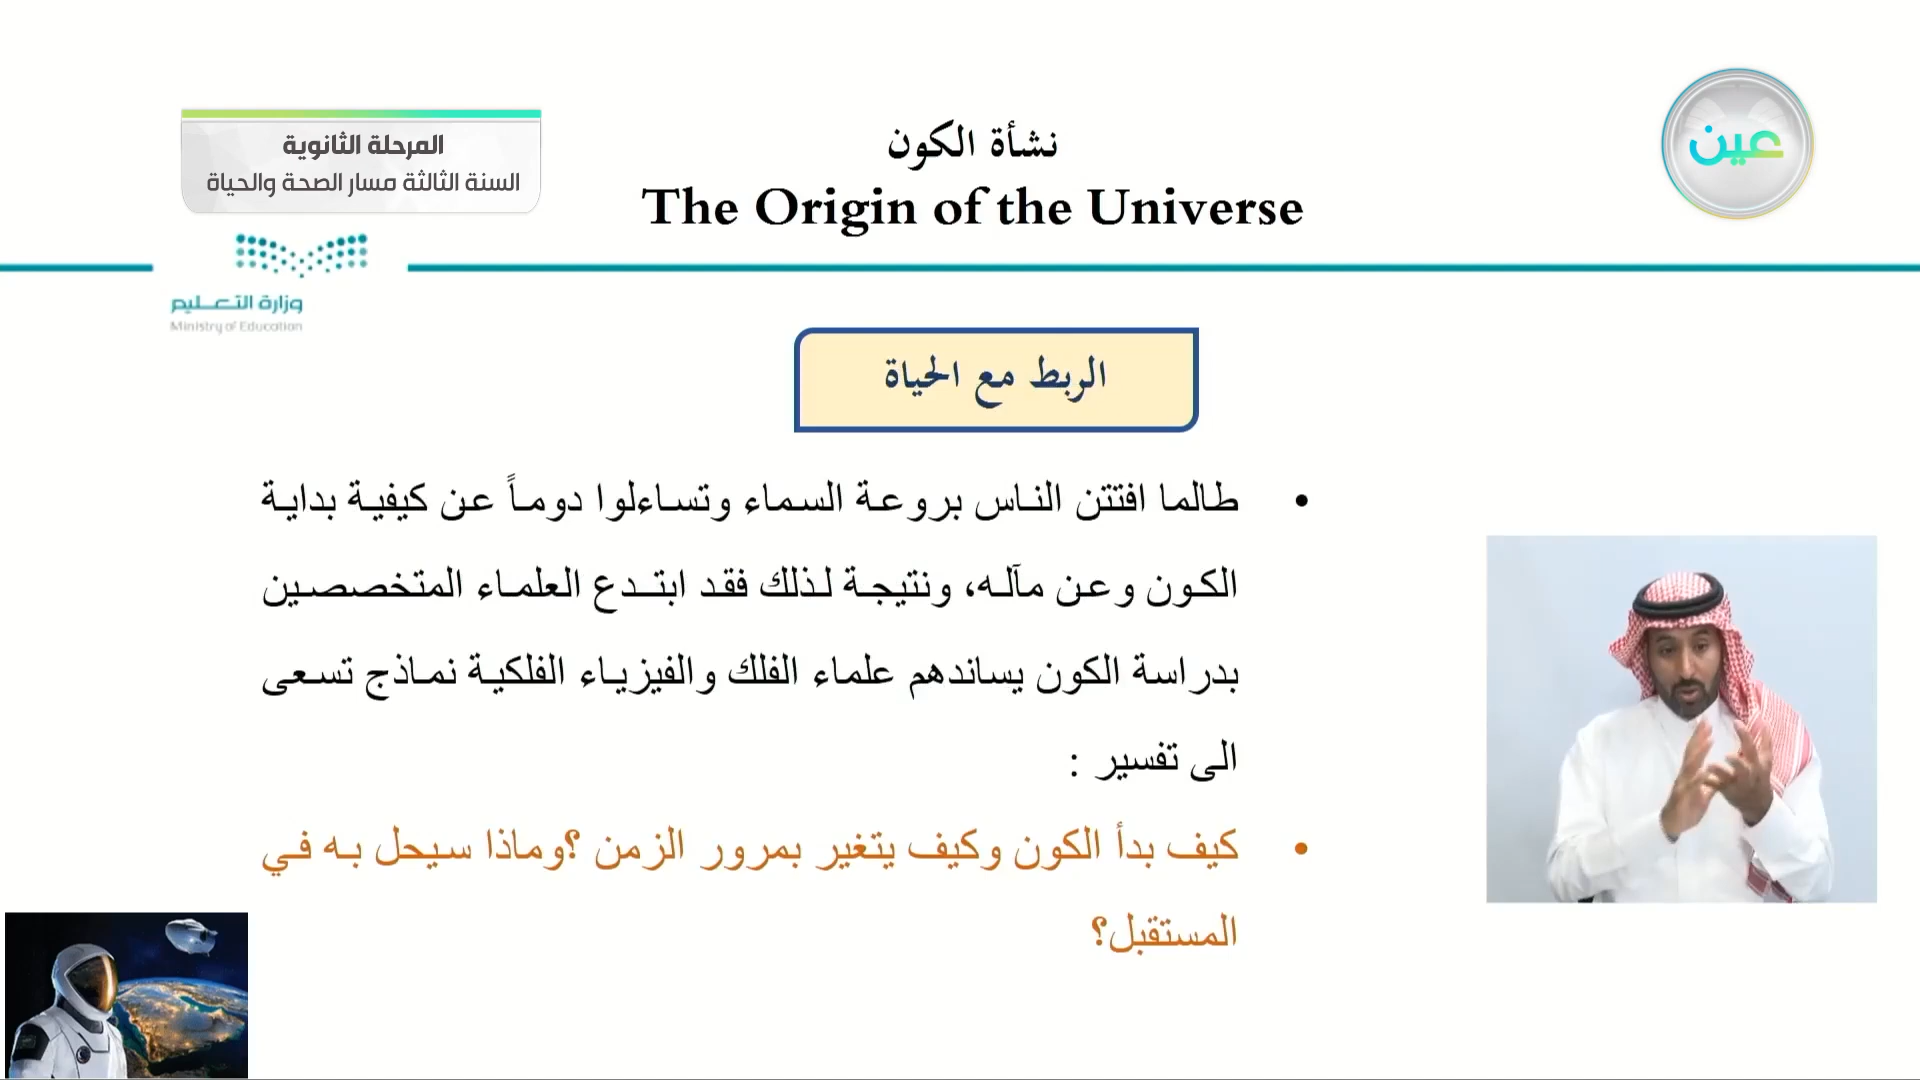 المرحلة الثانوية
السنة الثالثة مسار الصحة والحياة
نشأة الكون
The Origin of the Universe
عين
وزارة التعليم
Ministry of Education
الربط مع الحياة
• طالما افتتن الناس بروعة السماء وتساءلوا دوماً عن كيفية بداية
الكون وعن مآله، ونتيجة لذلك فقد ابتدع العلماء المتخصصين
بدراسة الكون يساندهم علماء الفلك والفيزياء الفلكية نماذج تسعى
الى تفسير :
• كيف بدأ الكون وكيف يتغير بمرور الزمن ؟وماذا سيحل به في
المستقبل؟